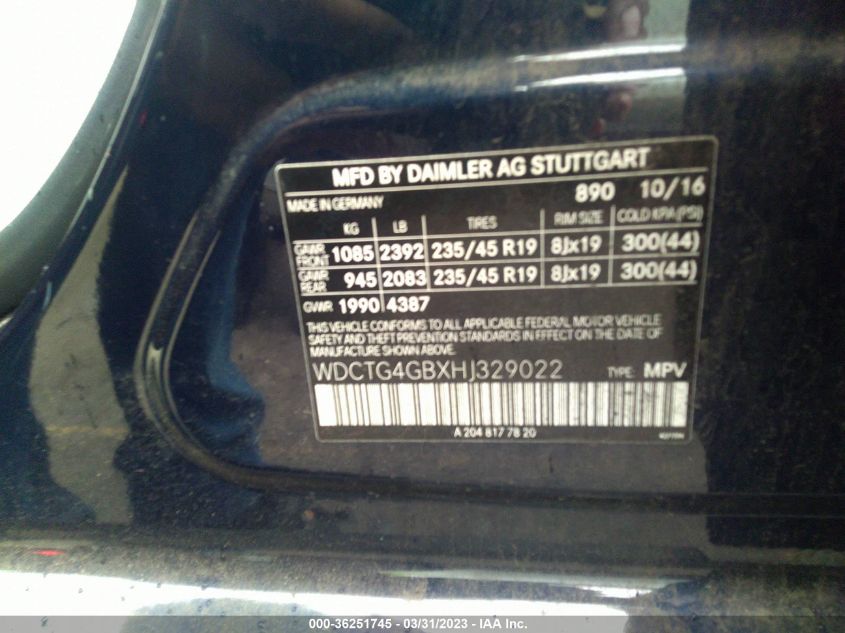 MFD BY DAIMLER AG STUTTGART
890 10/16
MADE IN GERMANY
KG LB TIRES RIM SIZE COLD KPA (PSI)
GAWR FRONT 1085 2392 235/45 R19 8Jx19 300(44)
GAWR REAR 945 2083 235/45 R19 8Jx19 300(44)
GVWR 1990 4387
THIS VEHICLE CONFORMS TO ALL APPLICABLE FEDERAL MOTOR VEHICLE
SAFETY AND THEFT PREVENTION STANDARDS IN EFFECT ON THE DATE OF
MANUFACTURE.
WDCTG4GBXHJ329022 TYPE: MPV
A 204 817 78 20
000-36251745 - 03/31/2023 - IAA Inc.